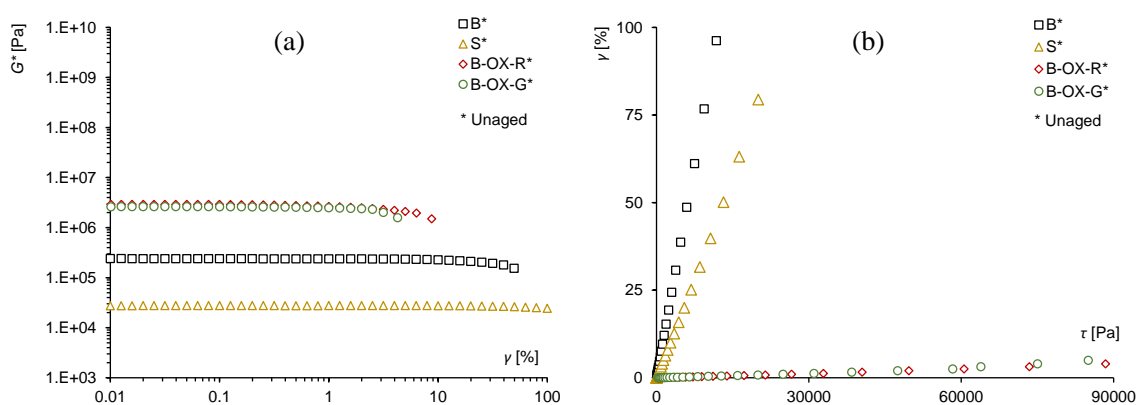 (a)
G* [Pa]
1.E+10
1.E+09
1.E+08
1.E+07
1.E+06
1.E+05
1.E+04
1.E+03
0.01
0.1
1
10
100
γ [%]
B*
S*
B-OX-R*
B-OX-G*
* Unaged
(b)
γ [%]
100
75
50
25
0
0
30000
60000
90000
τ [Pa]
B*
S*
B-OX-R*
B-OX-G*
* Unaged